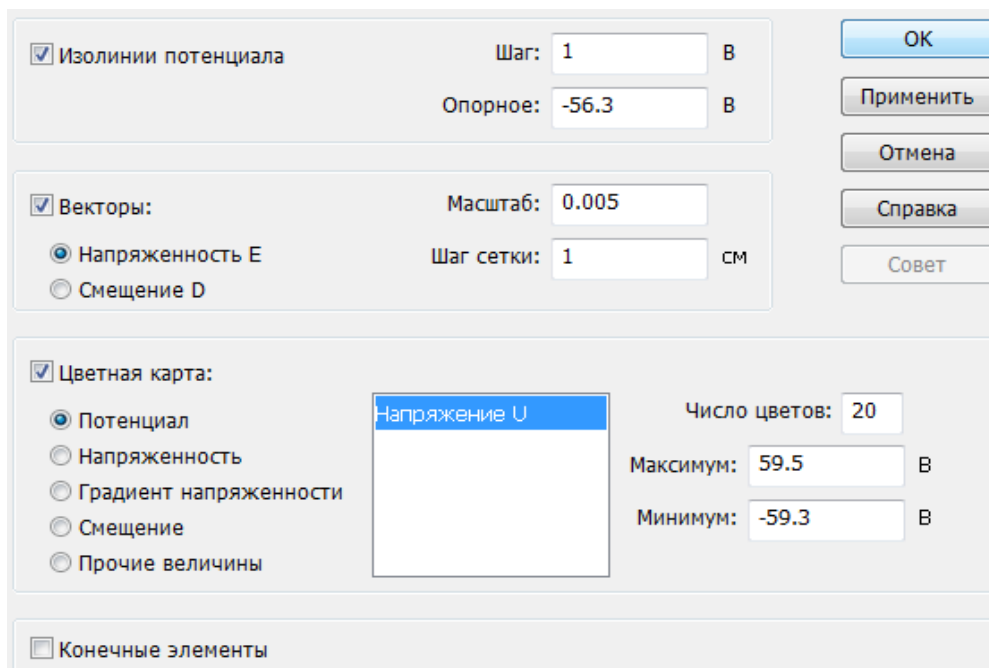 Изолинии потенциала
Шаг: 1 В
Опорное: -56.3 В
OK
Применить
Отмена
Справка
Совет
Векторы:
Масштаб: 0.005
Напряженность E
Шаг сетки: 1 см
Смещение D
Цветная карта:
Потенциал
Напряженность
Градиент напряженности
Смещение
Прочие величины
Напряжение U
Число цветов: 20
Максимум: 59.5 В
Минимум: -59.3 В
Конечные элементы